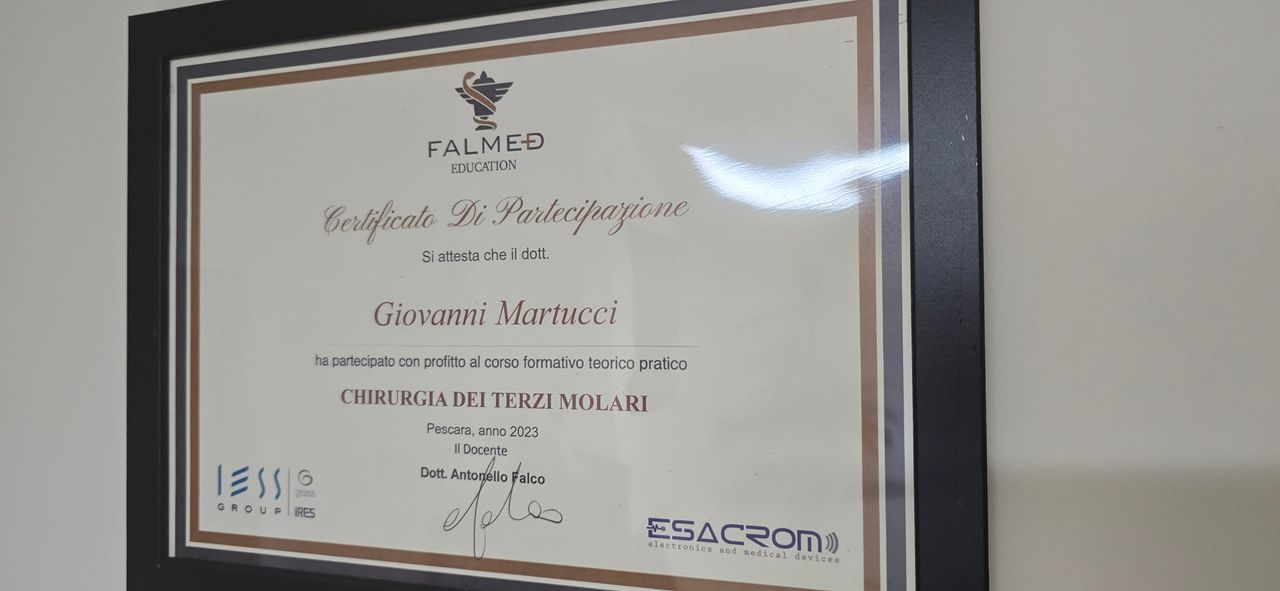 FALMED
EDUCATION
Certificato Di Partecipazione
Si attesta che il dott.
Giovanni Martucci
ha partecipato con profitto al corso formativo teorico pratico
CHIRURGIA DEI TERZI MOLARI
Pescara, anno 2023
Il Docente
Dott. Antonello Falco
IESS
GROUP
geass
iRES
ESACROM
electronics and medical devices